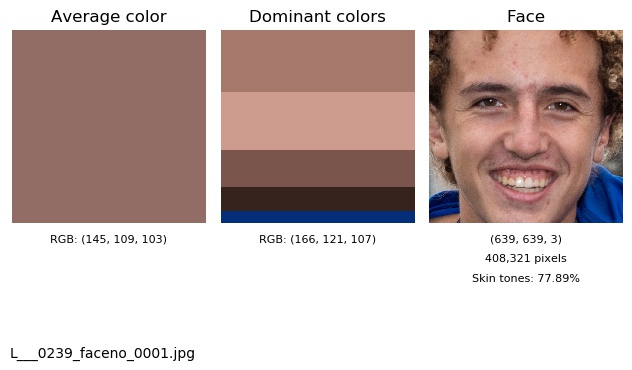 Average color
Dominant colors
Face
RGB: (145, 109, 103)
RGB: (166, 121, 107)
(639, 639, 3)
408,321 pixels
Skin tones: 77.89%
L___0239_faceno_0001.jpg